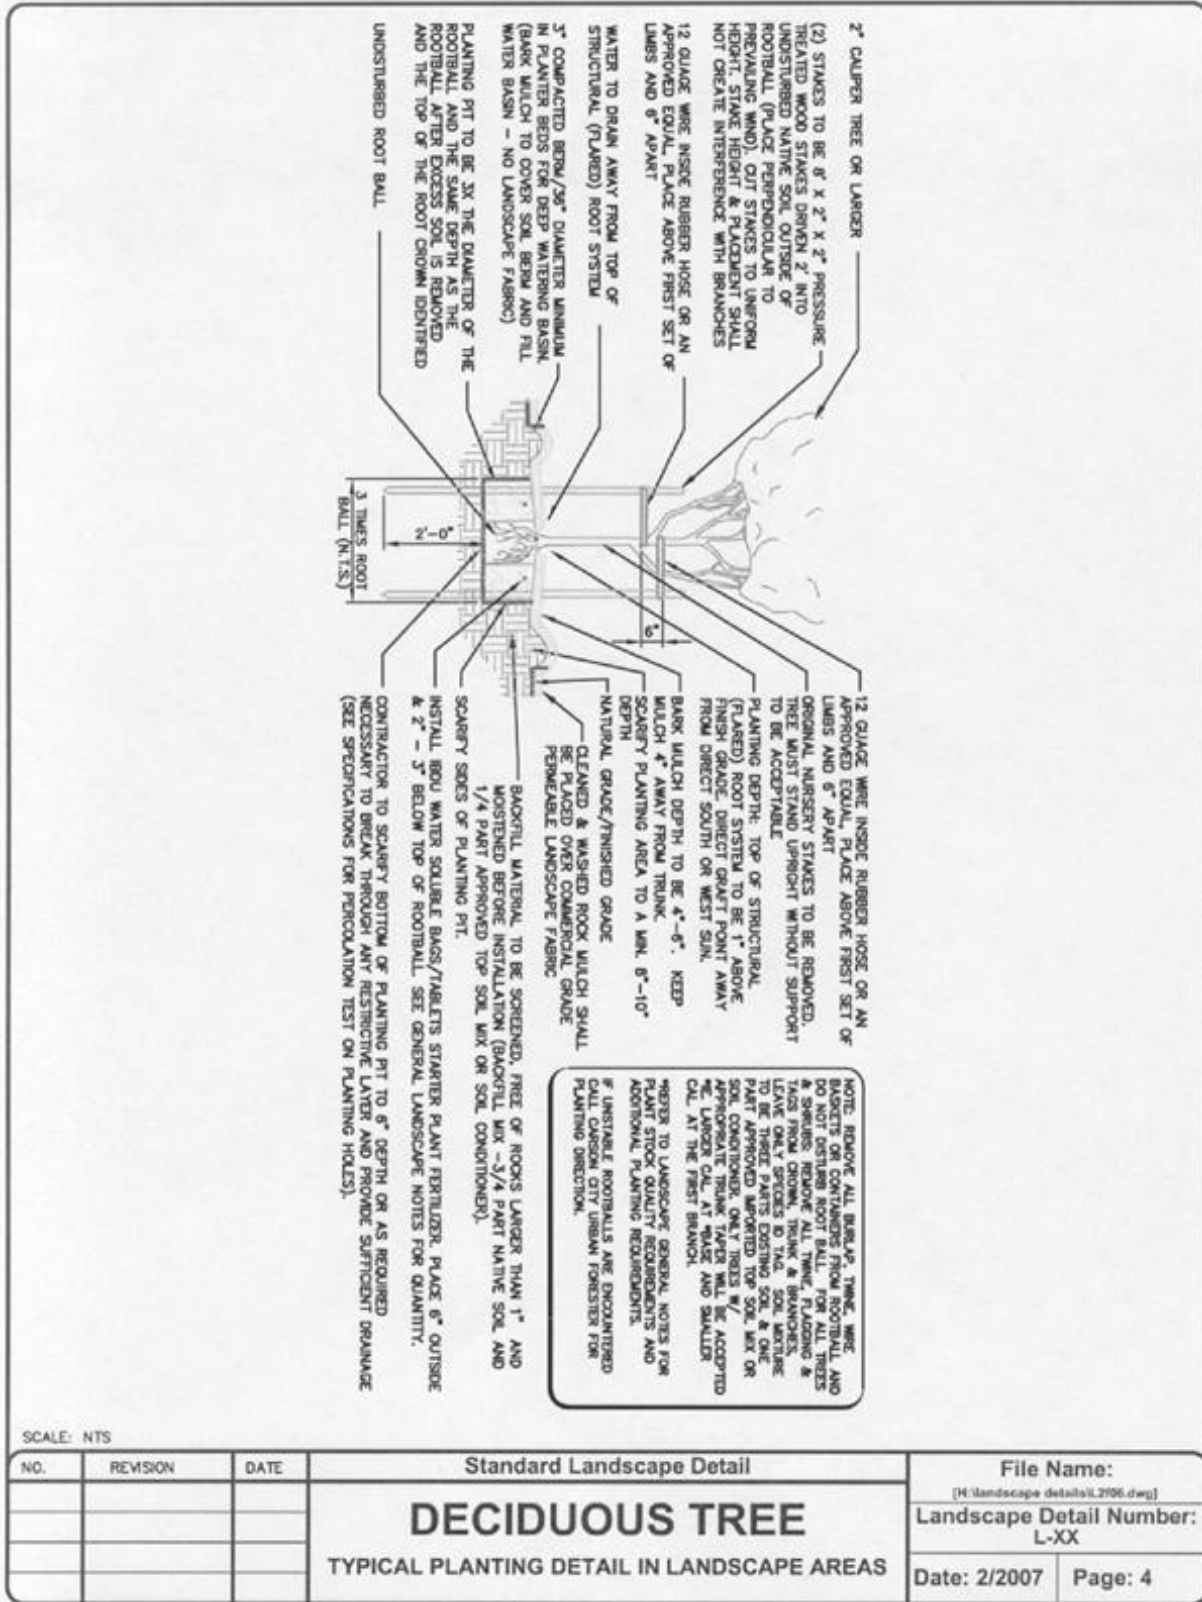 2" CALIPER TREE OR LARGER
(2) STAKES TO BE 8' X 2" X 2" PRESSURE
TREATED WOOD STAKES DRIVEN 2' INTO
UNDISTURBED NATIVE SOIL OUTSIDE OF
ROOTBALL (PLACE PERPENDICULAR TO
PREVAILING WIND). CUT STAKES TO UNIFORM
HEIGHT. STAKE HEIGHT & PLACEMENT SHALL
NOT CREATE INTERFERENCE WITH BRANCHES
12 GUAGE WIRE INSIDE RUBBER HOSE OR AN
APPROVED EQUAL, PLACE ABOVE FIRST SET OF
LIMBS AND 6" APART
WATER TO DRAIN AWAY FROM TOP OF
STRUCTURAL (FLARED) ROOT SYSTEM
3" COMPACTED BERM/36" DIAMETER MINIMUM
IN PLANTER BEDS FOR DEEP WATERING BASIN.
(BARK MULCH TO COVER SOIL BERM AND FILL
WATER BASIN - NO LANDSCAPE FABRIC)
PLANTING PIT TO BE 3X THE DIAMETER OF THE
ROOTBALL AND THE SAME DEPTH AS THE
ROOTBALL AFTER EXCESS SOIL IS REMOVED
AND THE TOP OF THE ROOT CROWN IDENTIFIED
UNDISTURBED ROOT BALL
6"
2'-0"
3 TIMES ROOT
BALL (N.T.S.)
12 GUAGE WIRE INSIDE RUBBER HOSE OR AN
APPROVED EQUAL, PLACE ABOVE FIRST SET OF
LIMBS AND 6" APART
ORIGINAL NURSERY STAKES TO BE REMOVED.
TREE MUST STAND UPRIGHT WITHOUT SUPPORT
TO BE ACCEPTABLE
PLANTING DEPTH: TOP OF STRUCTURAL
(FLARED) ROOT SYSTEM TO BE 1" ABOVE
FINISH GRADE. DIRECT GRAFT POINT AWAY
FROM DIRECT SOUTH OR WEST SUN.
BARK MULCH DEPTH TO BE 4"-6". KEEP
MULCH 4" AWAY FROM TRUNK.
SCARIFY PLANTING AREA TO A MIN. 8"-10"
DEPTH
NATURAL GRADE/FINISHED GRADE
CLEANED & WASHED ROCK MULCH SHALL
BE PLACED OVER COMMERCIAL GRADE
PERMEABLE LANDSCAPE FABRIC
BACKFILL MATERIAL TO BE SCREENED, FREE OF ROCKS LARGER THAN 1" AND
MOISTENED BEFORE INSTALLATION (BACKFILL MIX -3/4 PART NATIVE SOIL AND
1/4 PART APPROVED TOP SOIL MIX OR SOIL CONDITIONER).
SCARIFY SIDES OF PLANTING PIT.
INSTALL IBDU WATER SOLUBLE BAGS/TABLETS STARTER PLANT FERTILIZER. PLACE 6" OUTSIDE
& 2" - 3" BELOW TOP OF ROOTBALL. SEE GENERAL LANDSCAPE NOTES FOR QUANTITY.
CONTRACTOR TO SCARIFY BOTTOM OF PLANTING PIT TO 6" DEPTH OR AS REQUIRED
NECESSARY TO BREAK THROUGH ANY RESTRICTIVE LAYER AND PROVIDE SUFFICIENT DRAINAGE
(SEE SPECIFICATIONS FOR PERCOLATION TEST ON PLANTING HOLES).
NOTE: REMOVE ALL BURLAP, TWINE, WIRE
BASKETS OR CONTAINERS FROM ROOTBALL AND
DO NOT DISTURB ROOT BALL. FOR ALL TREES
& SHRUBS: REMOVE ALL TWINE, FLAGGING &
TAGS FROM CROWN, TRUNK & BRANCHES,
LEAVE ONLY SPECIES ID TAG. SOIL MIXTURE
TO BE THREE PARTS EXISTING SOIL & ONE
PART APPROVED IMPORTED TOP SOIL MIX OR
SOIL CONDITIONER. ONLY TREES W/
APPROPRIATE TRUNK TAPER WILL BE ACCEPTED
*IE. LARGER CAL. AT *BASE AND SMALLER
CAL. AT THE FIRST BRANCH.
*REFER TO LANDSCAPE GENERAL NOTES FOR
PLANT STOCK QUALITY REQUIREMENTS AND
ADDITIONAL PLANTING REQUIREMENTS.
IF UNSTABLE ROOTBALLS ARE ENCOUNTERED
CALL CARSON CITY URBAN FORESTER FOR
PLANTING DIRECTION.
SCALE: NTS
NO. REVISION DATE
Standard Landscape Detail
DECIDUOUS TREE
TYPICAL PLANTING DETAIL IN LANDSCAPE AREAS
File Name:
[H:\landscape details\L2f06.dwg]
Landscape Detail Number:
L-XX
Date: 2/2007 Page: 4